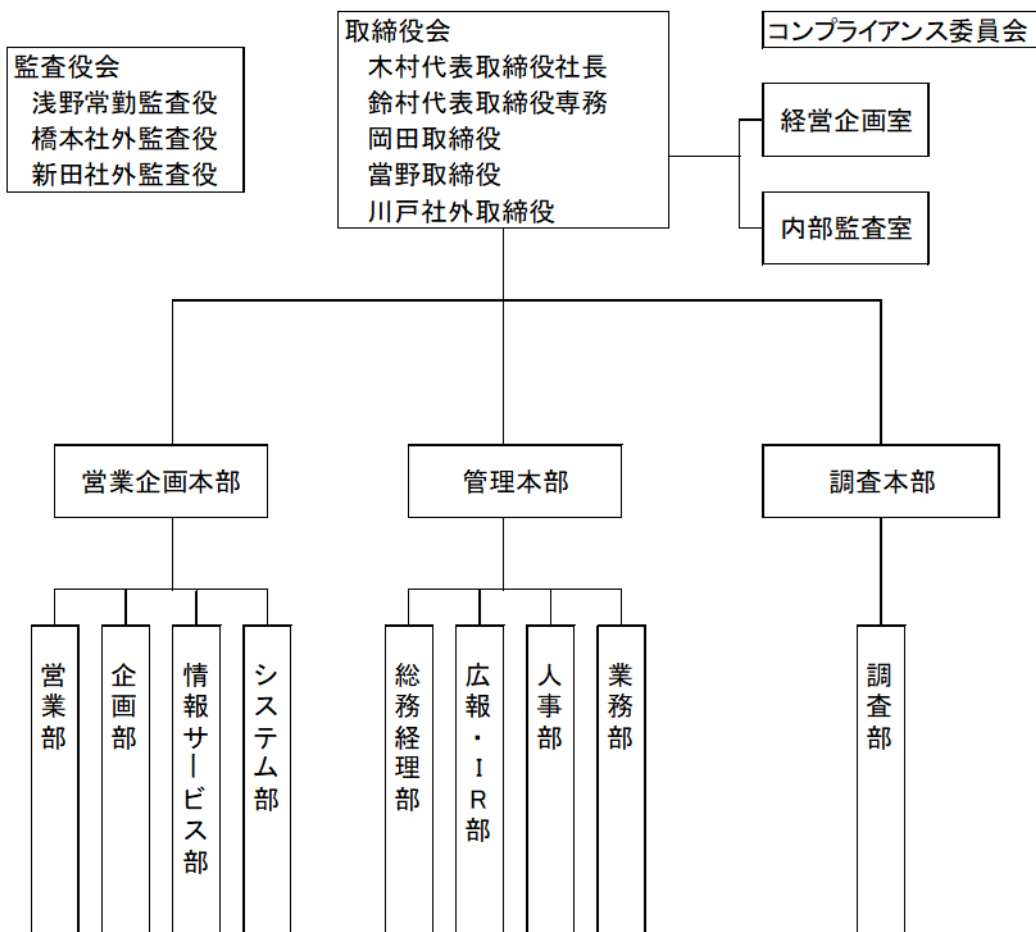 監査役会
浅野常勤監査役
橋本社外監査役
新田社外監査役
取締役会
木村代表取締役社長
鈴村代表取締役専務
岡田取締役
當野取締役
川戸社外取締役
コンプライアンス委員会
経営企画室
内部監査室
営業企画本部
管理本部
調査本部
営業部
企画部
情報サービス部
システム部
総務経理部
広報・IR部
人事部
業務部
調査部